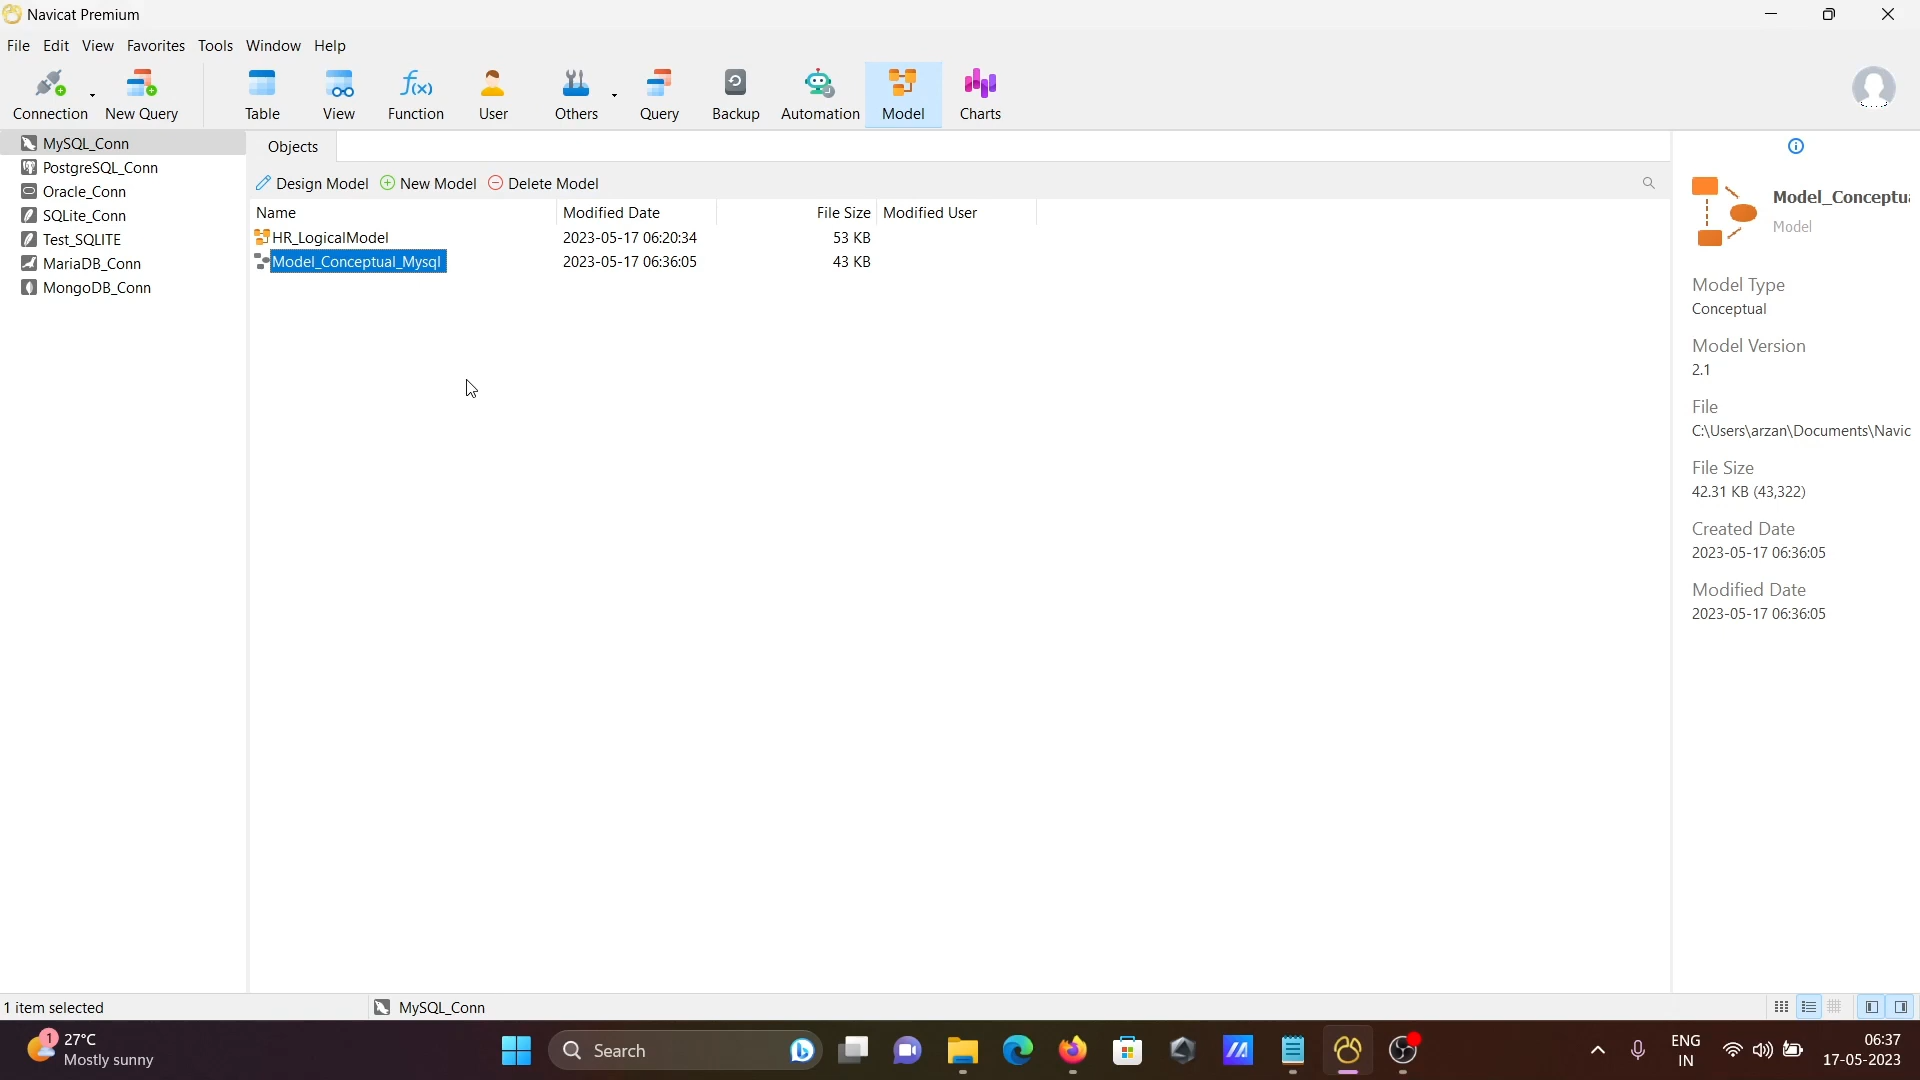 Navicat Premium
File Edit View Favorites Tools Window Help
Connection New Query Table View Function User Others Query Backup Automation Model Charts
MySQL_Conn
PostgreSQL_Conn
Oracle_Conn
SQLite_Conn
Test_SQLITE
MariaDB_Conn
MongoDB_Conn
Objects
Design Model New Model Delete Model
Name Modified Date File Size Modified User
HR_LogicalModel 2023-05-17 06:20:34 53 KB
Model_Conceptual_Mysql 2023-05-17 06:36:05 43 KB
Model_Conceptua
Model
Model Type
Conceptual
Model Version
2.1
File
C:\Users\arzan\Documents\Navic
File Size
42.31 KB (43,322)
Created Date
2023-05-17 06:36:05
Modified Date
2023-05-17 06:36:05
1 item selected MySQL_Conn
1 27°C
Mostly sunny
Search
ENG
IN
06:37
17-05-2023